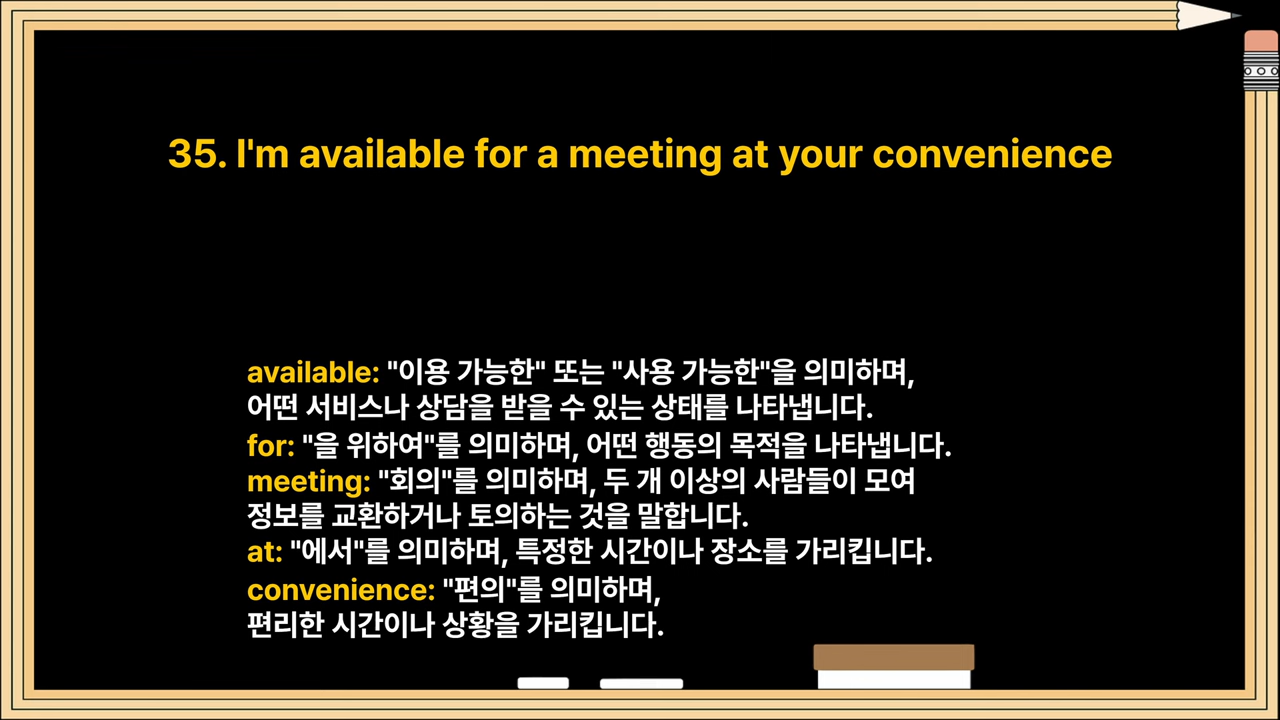 35. I'm available for a meeting at your convenience
available: "이용 가능한" 또는 "사용 가능한"을 의미하며,
어떤 서비스나 상담을 받을 수 있는 상태를 나타냅니다.
for: "을 위하여"를 의미하며, 어떤 행동의 목적을 나타냅니다.
meeting: "회의"를 의미하며, 두 개 이상의 사람들이 모여
정보를 교환하거나 토의하는 것을 말합니다.
at: "에서"를 의미하며, 특정한 시간이나 장소를 가리킵니다.
convenience: "편의"를 의미하며,
편리한 시간이나 상황을 가리킵니다.